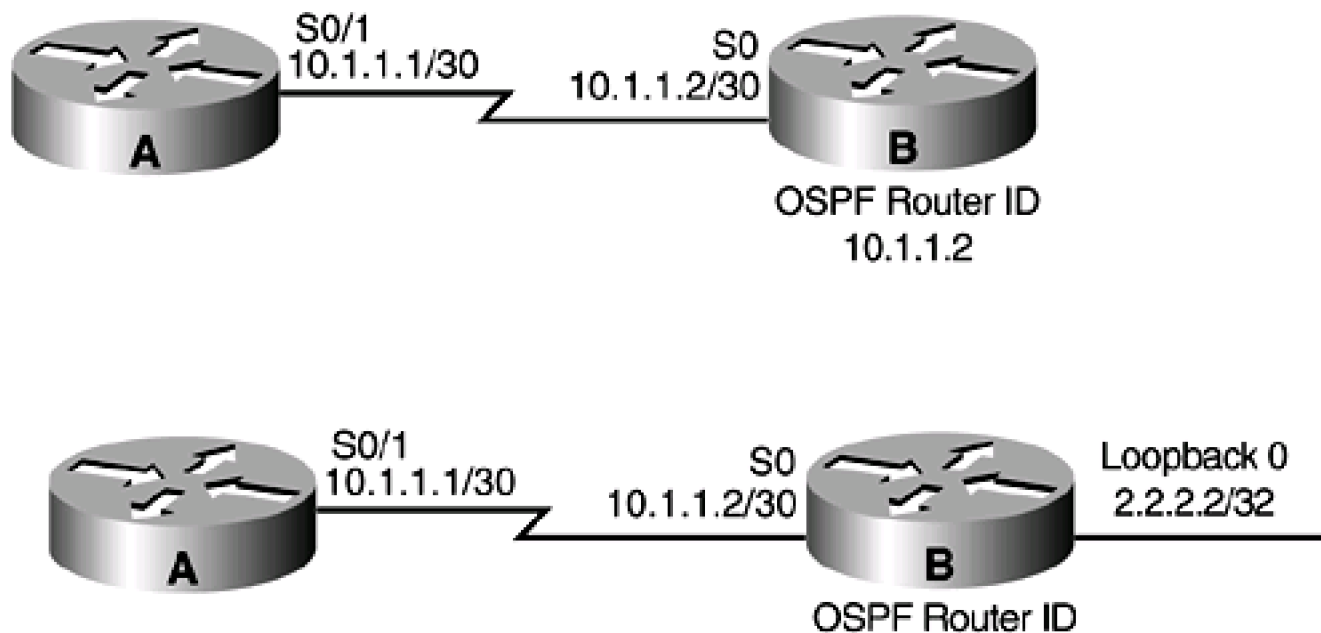 S0/1
10.1.1.1/30
S0
10.1.1.2/30
A
B
OSPF Router ID
10.1.1.2
S0/1
10.1.1.1/30
S0
10.1.1.2/30
Loopback 0
2.2.2.2/32
A
B
OSPF Router ID